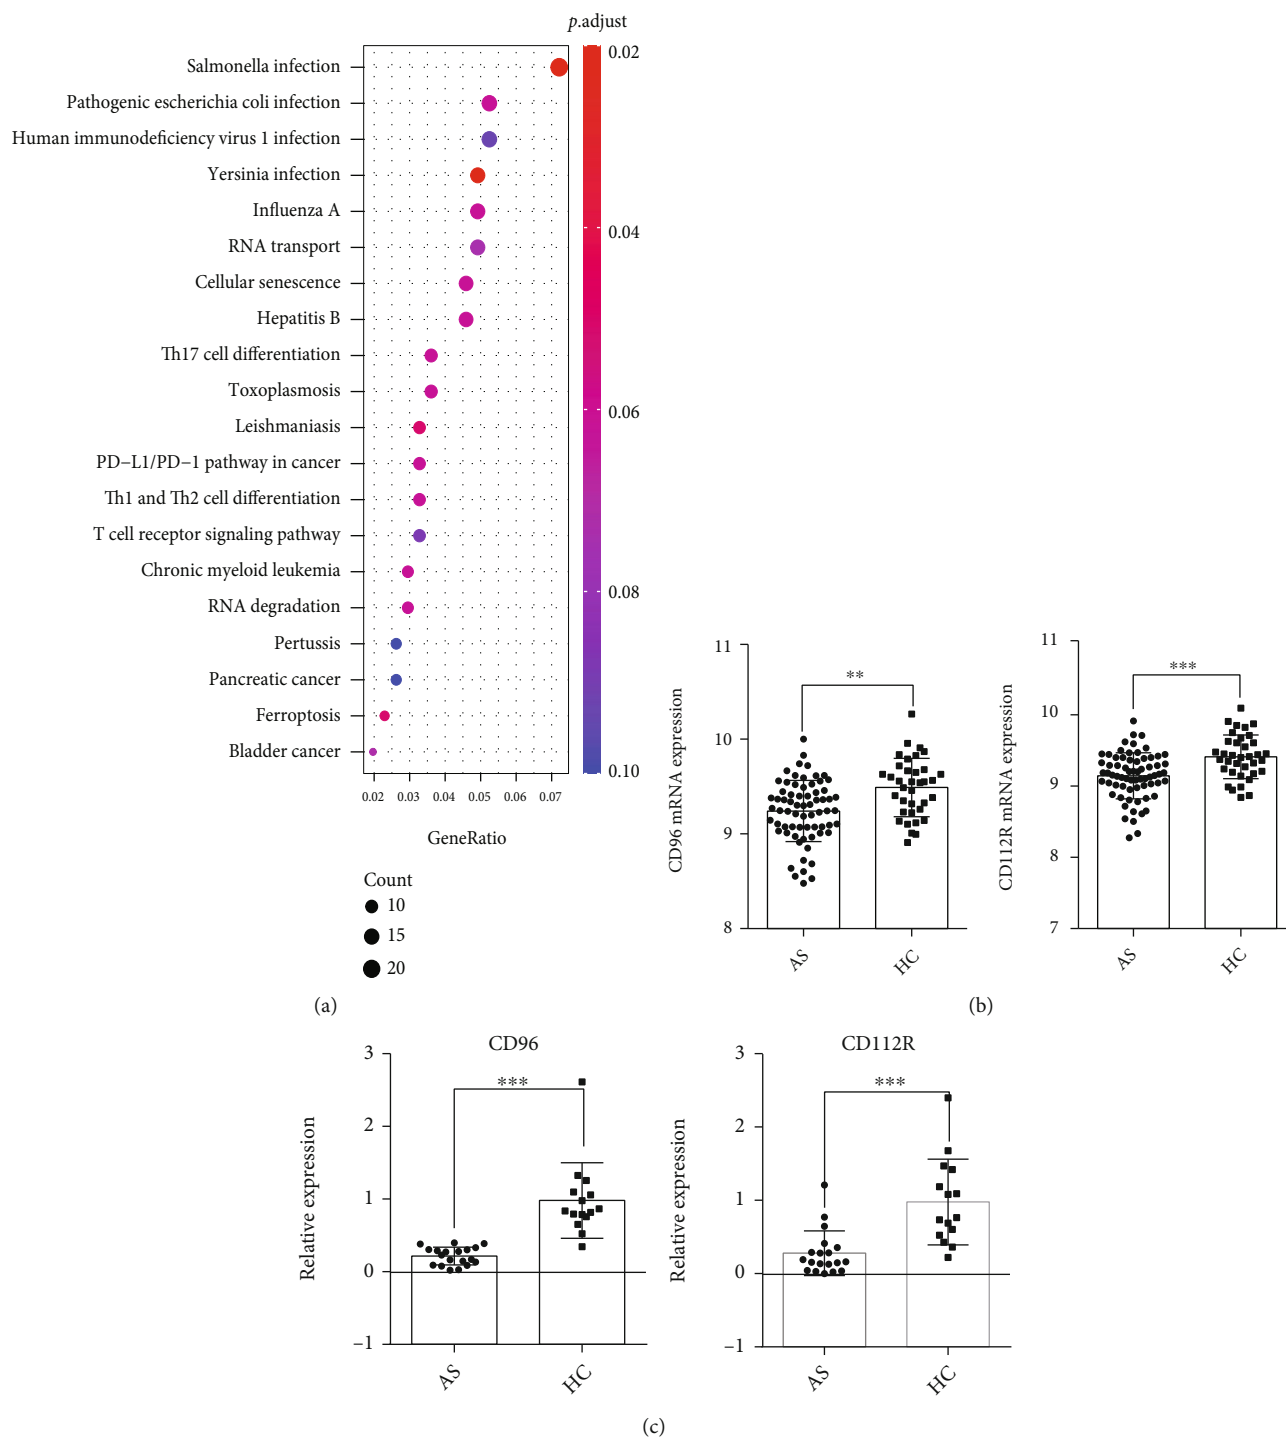 p.adjust
Salmonella infection
Pathogenic escherichia coli infection
Human immunodeficiency virus 1 infection
Yersinia infection
Influenza A
RNA transport
Cellular senescence
Hepatitis B
Th17 cell differentiation
Toxoplasmosis
Leishmaniasis
PD−L1/PD−1 pathway in cancer
Th1 and Th2 cell differentiation
T cell receptor signaling pathway
Chronic myeloid leukemia
RNA degradation
Pertussis
Pancreatic cancer
Ferroptosis
Bladder cancer
0.02
0.04
0.06
0.08
0.10
0.02 0.03 0.04 0.05 0.06 0.07
GeneRatio
Count
10
15
20
(a)
CD96 mRNA expression
11
10
9
8
**
AS HC
CD112R mRNA expression
11
10
9
8
7
***
AS HC
(b)
CD96
Relative expression
3
2
1
0
−1
***
AS HC
CD112R
Relative expression
3
2
1
0
−1
***
AS HC
(c)